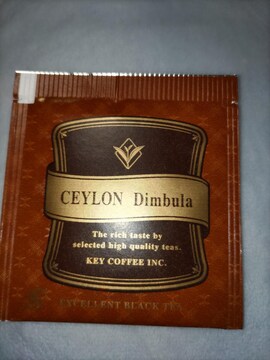 CEYLON Dimbula
The rich taste by
selected high quality teas.
KEY COFFEE INC.
EXCELLENT BLACK TEA